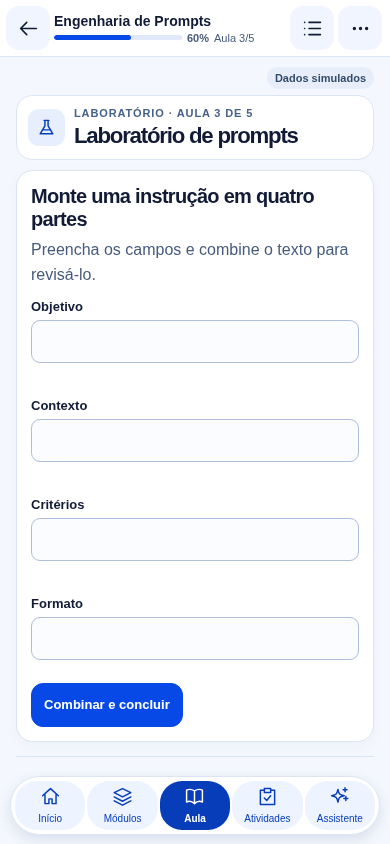 Engenharia de Prompts
60% Aula 3/5
Dados simulados
LABORATÓRIO · AULA 3 DE 5
Laboratório de prompts
Monte uma instrução em quatro
partes
Preencha os campos e combine o texto para
revisá-lo.
Objetivo
Contexto
Critérios
Formato
Combinar e concluir
Início
Módulos
Aula
Atividades
Assistente